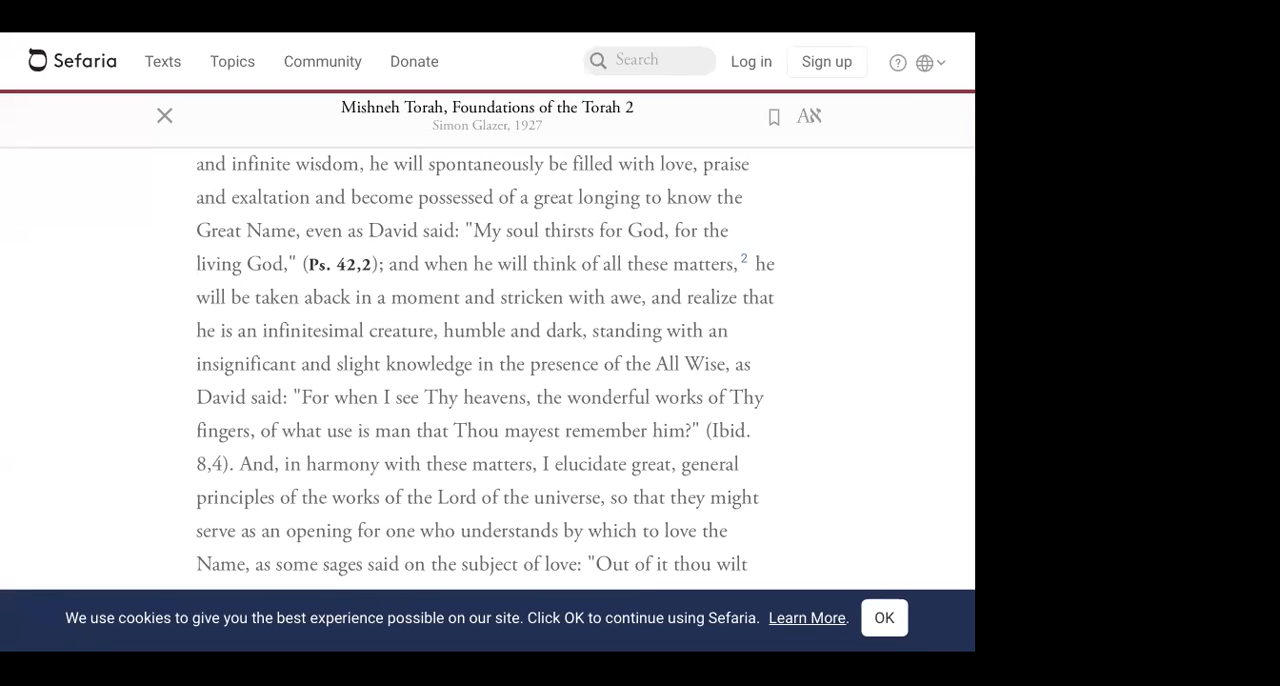 Sefaria Texts Topics Community Donate Search Log in Sign up
Mishneh Torah, Foundations of the Torah 2
Simon Glazer, 1927
Aא
and infinite wisdom, he will spontaneously be filled with love, praise
and exaltation and become possessed of a great longing to know the
Great Name, even as David said: "My soul thirsts for God, for the
living God," (Ps. 42,2); and when he will think of all these matters,2 he
will be taken aback in a moment and stricken with awe, and realize that
he is an infinitesimal creature, humble and dark, standing with an
insignificant and slight knowledge in the presence of the All Wise, as
David said: "For when I see Thy heavens, the wonderful works of Thy
fingers, of what use is man that Thou mayest remember him?" (Ibid.
8,4). And, in harmony with these matters, I elucidate great, general
principles of the works of the Lord of the universe, so that they might
serve as an opening for one who understands by which to love the
Name, as some sages said on the subject of love: "Out of it thou wilt
We use cookies to give you the best experience possible on our site. Click OK to continue using Sefaria. Learn More. OK